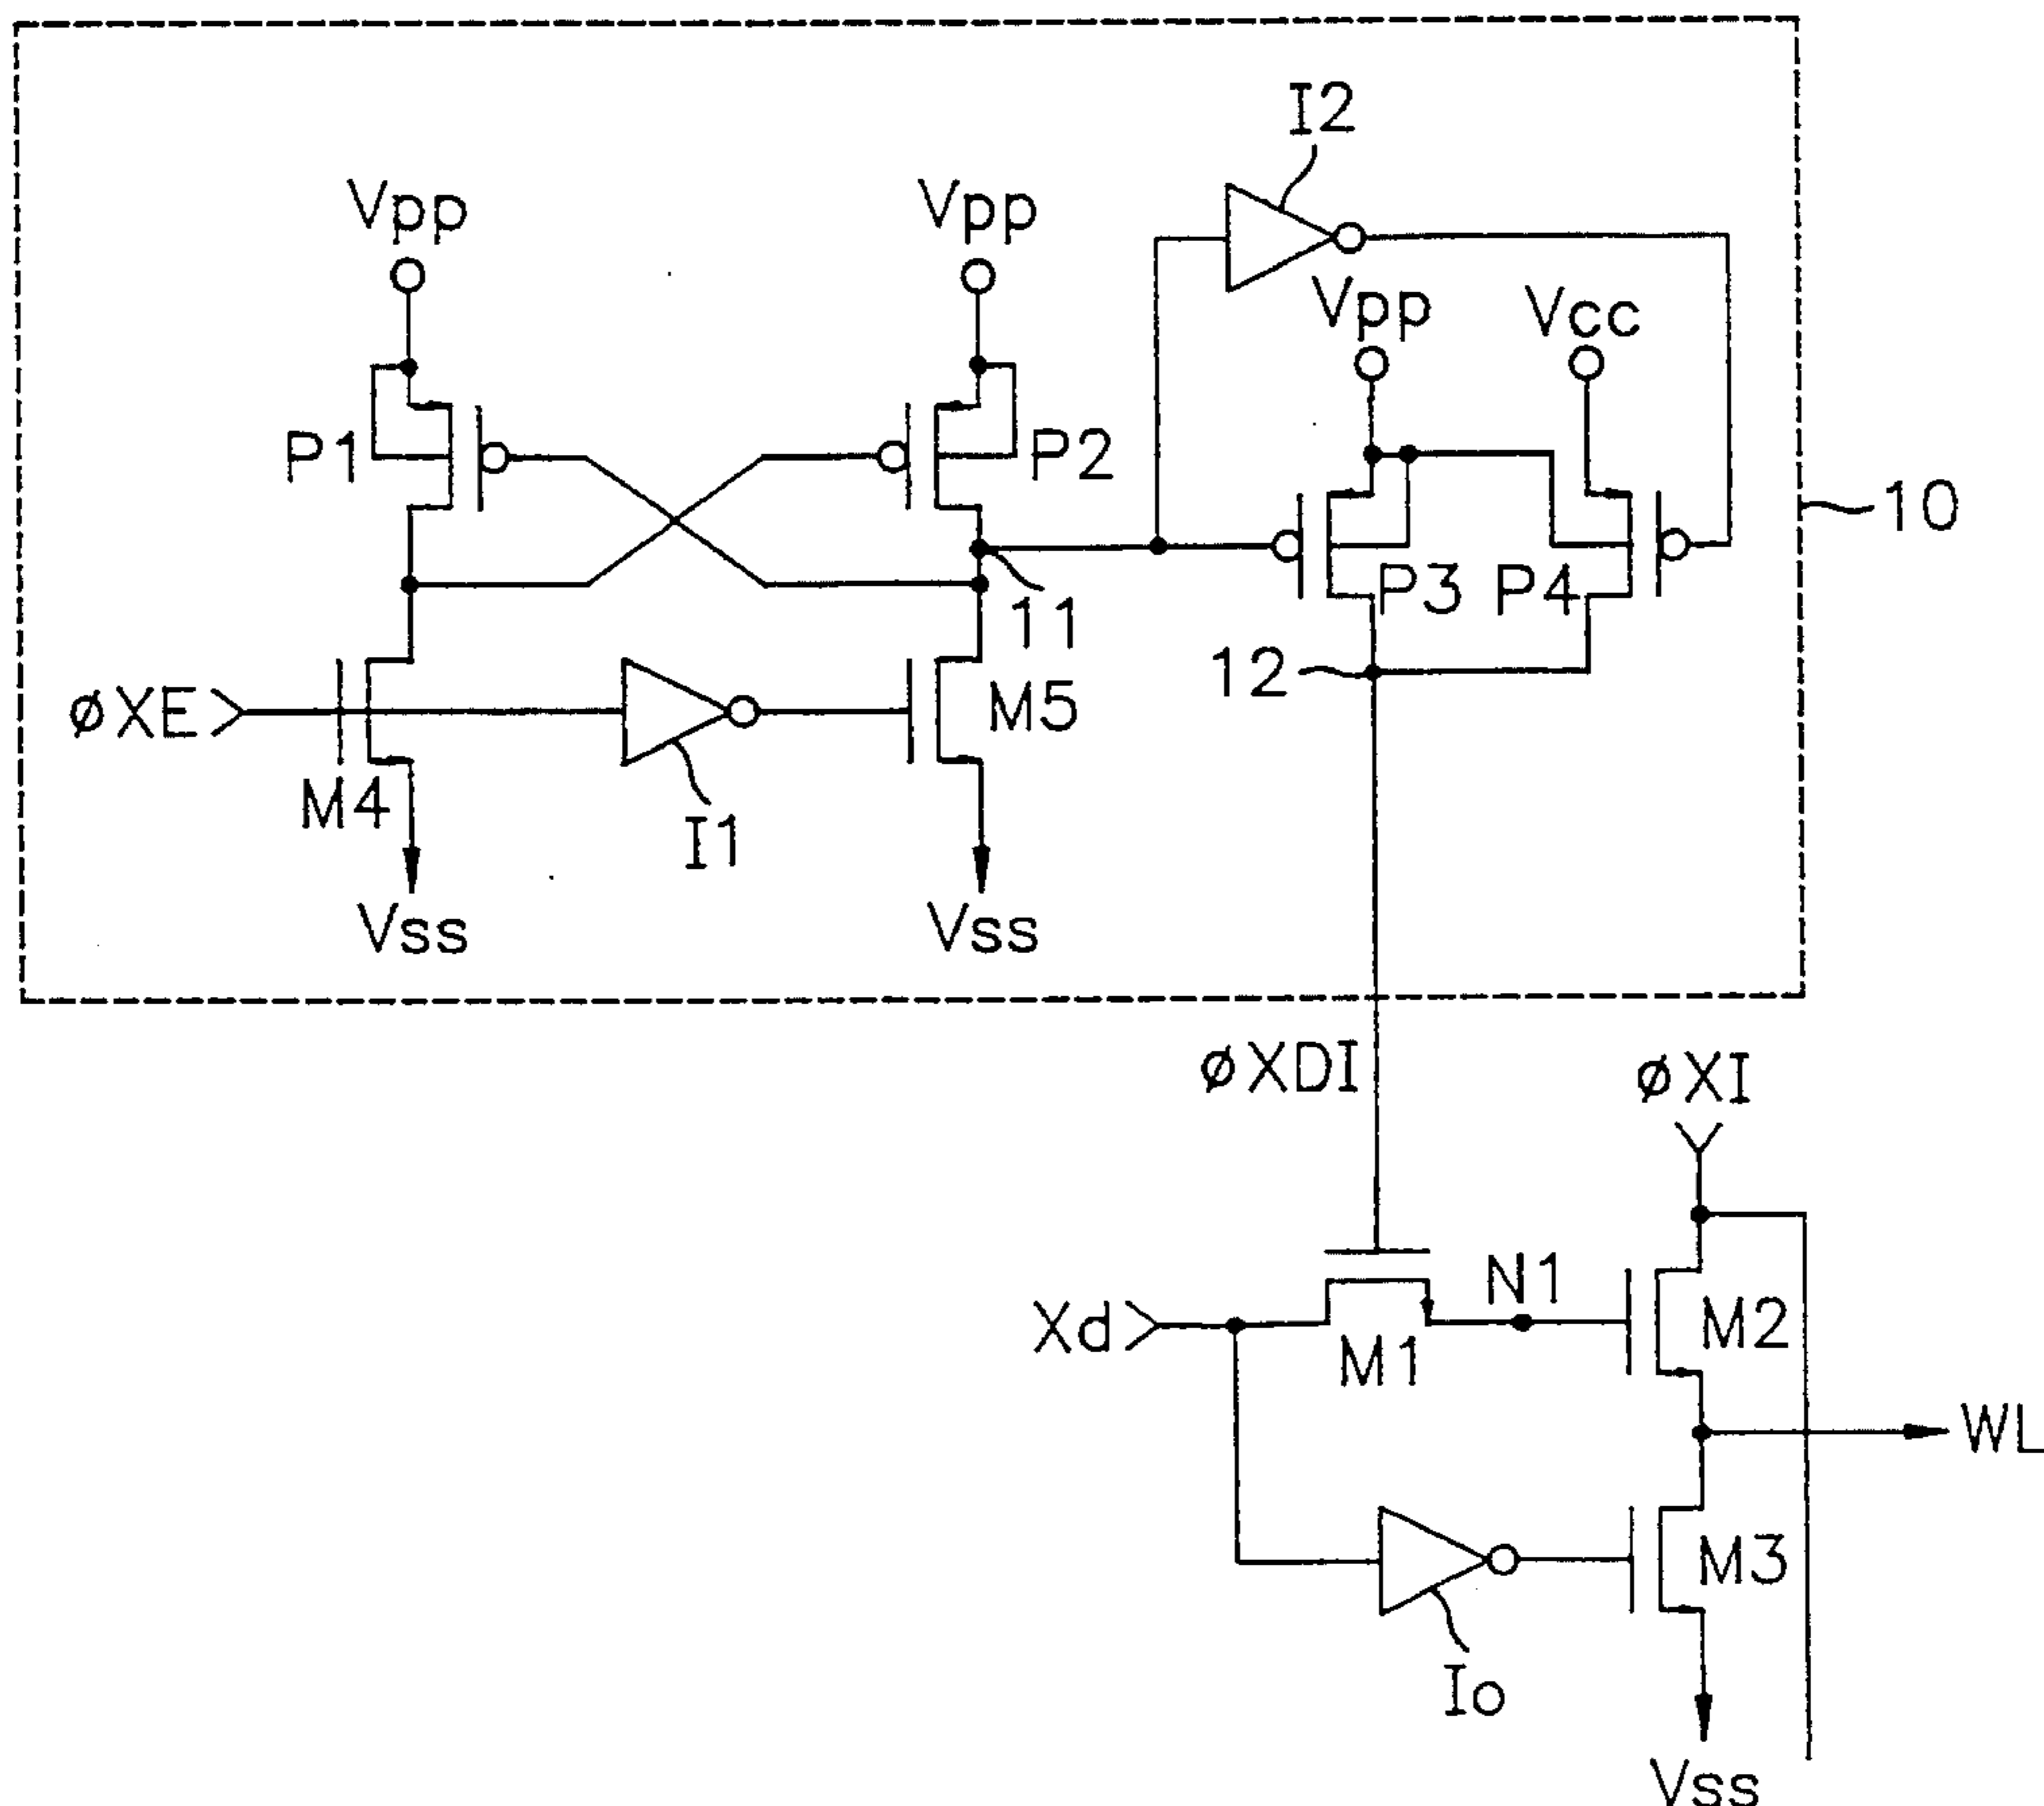 I2
Vpp
Vpp
Vpp
Vcc
P1
P2
10
P3
P4
11
12
øXE
M5
M4
I1
Vss
Vss
øXDI
øXI
N1
Xd
M1
M2
WL
M3
Io
Vss